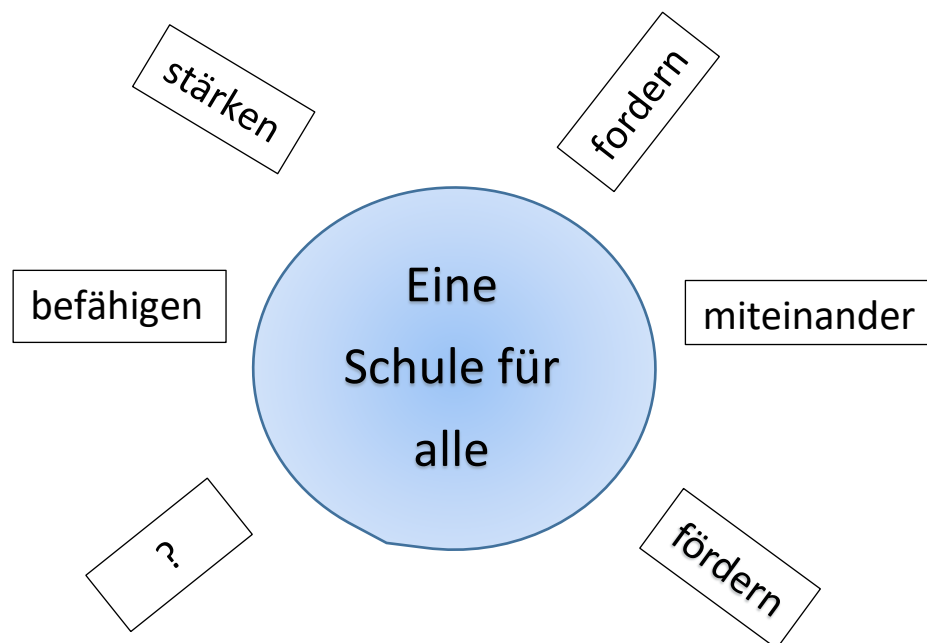 stärken
fordern
befähigen
Eine
Schule für
alle
miteinander
?
fördern